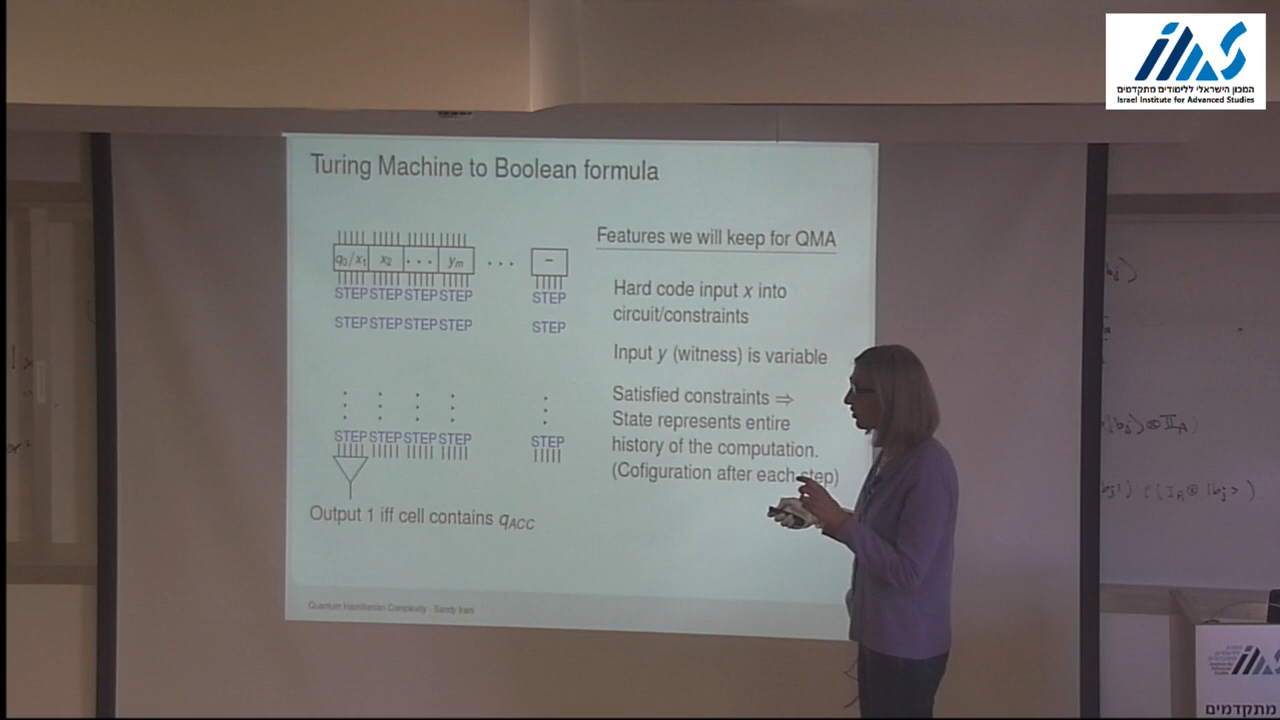 המכון הישראלי ללימודים מתקדמים
Israel Institute for Advanced Studies
Turing Machine to Boolean formula
q0/x1 x2 • • • ym • • • –
STEP STEP STEP STEP STEP
STEP STEP STEP STEP STEP
STEP STEP STEP STEP STEP
Output 1 iff cell contains qACC
Features we will keep for QMA
Hard code input x into
circuit/constraints
Input y (witness) is variable
Satisfied constraints ⇒
State represents entire
history of the computation.
(Cofiguration after each step)
Quantum Hamiltonian Complexity - Sandy Irani
מתקדמים